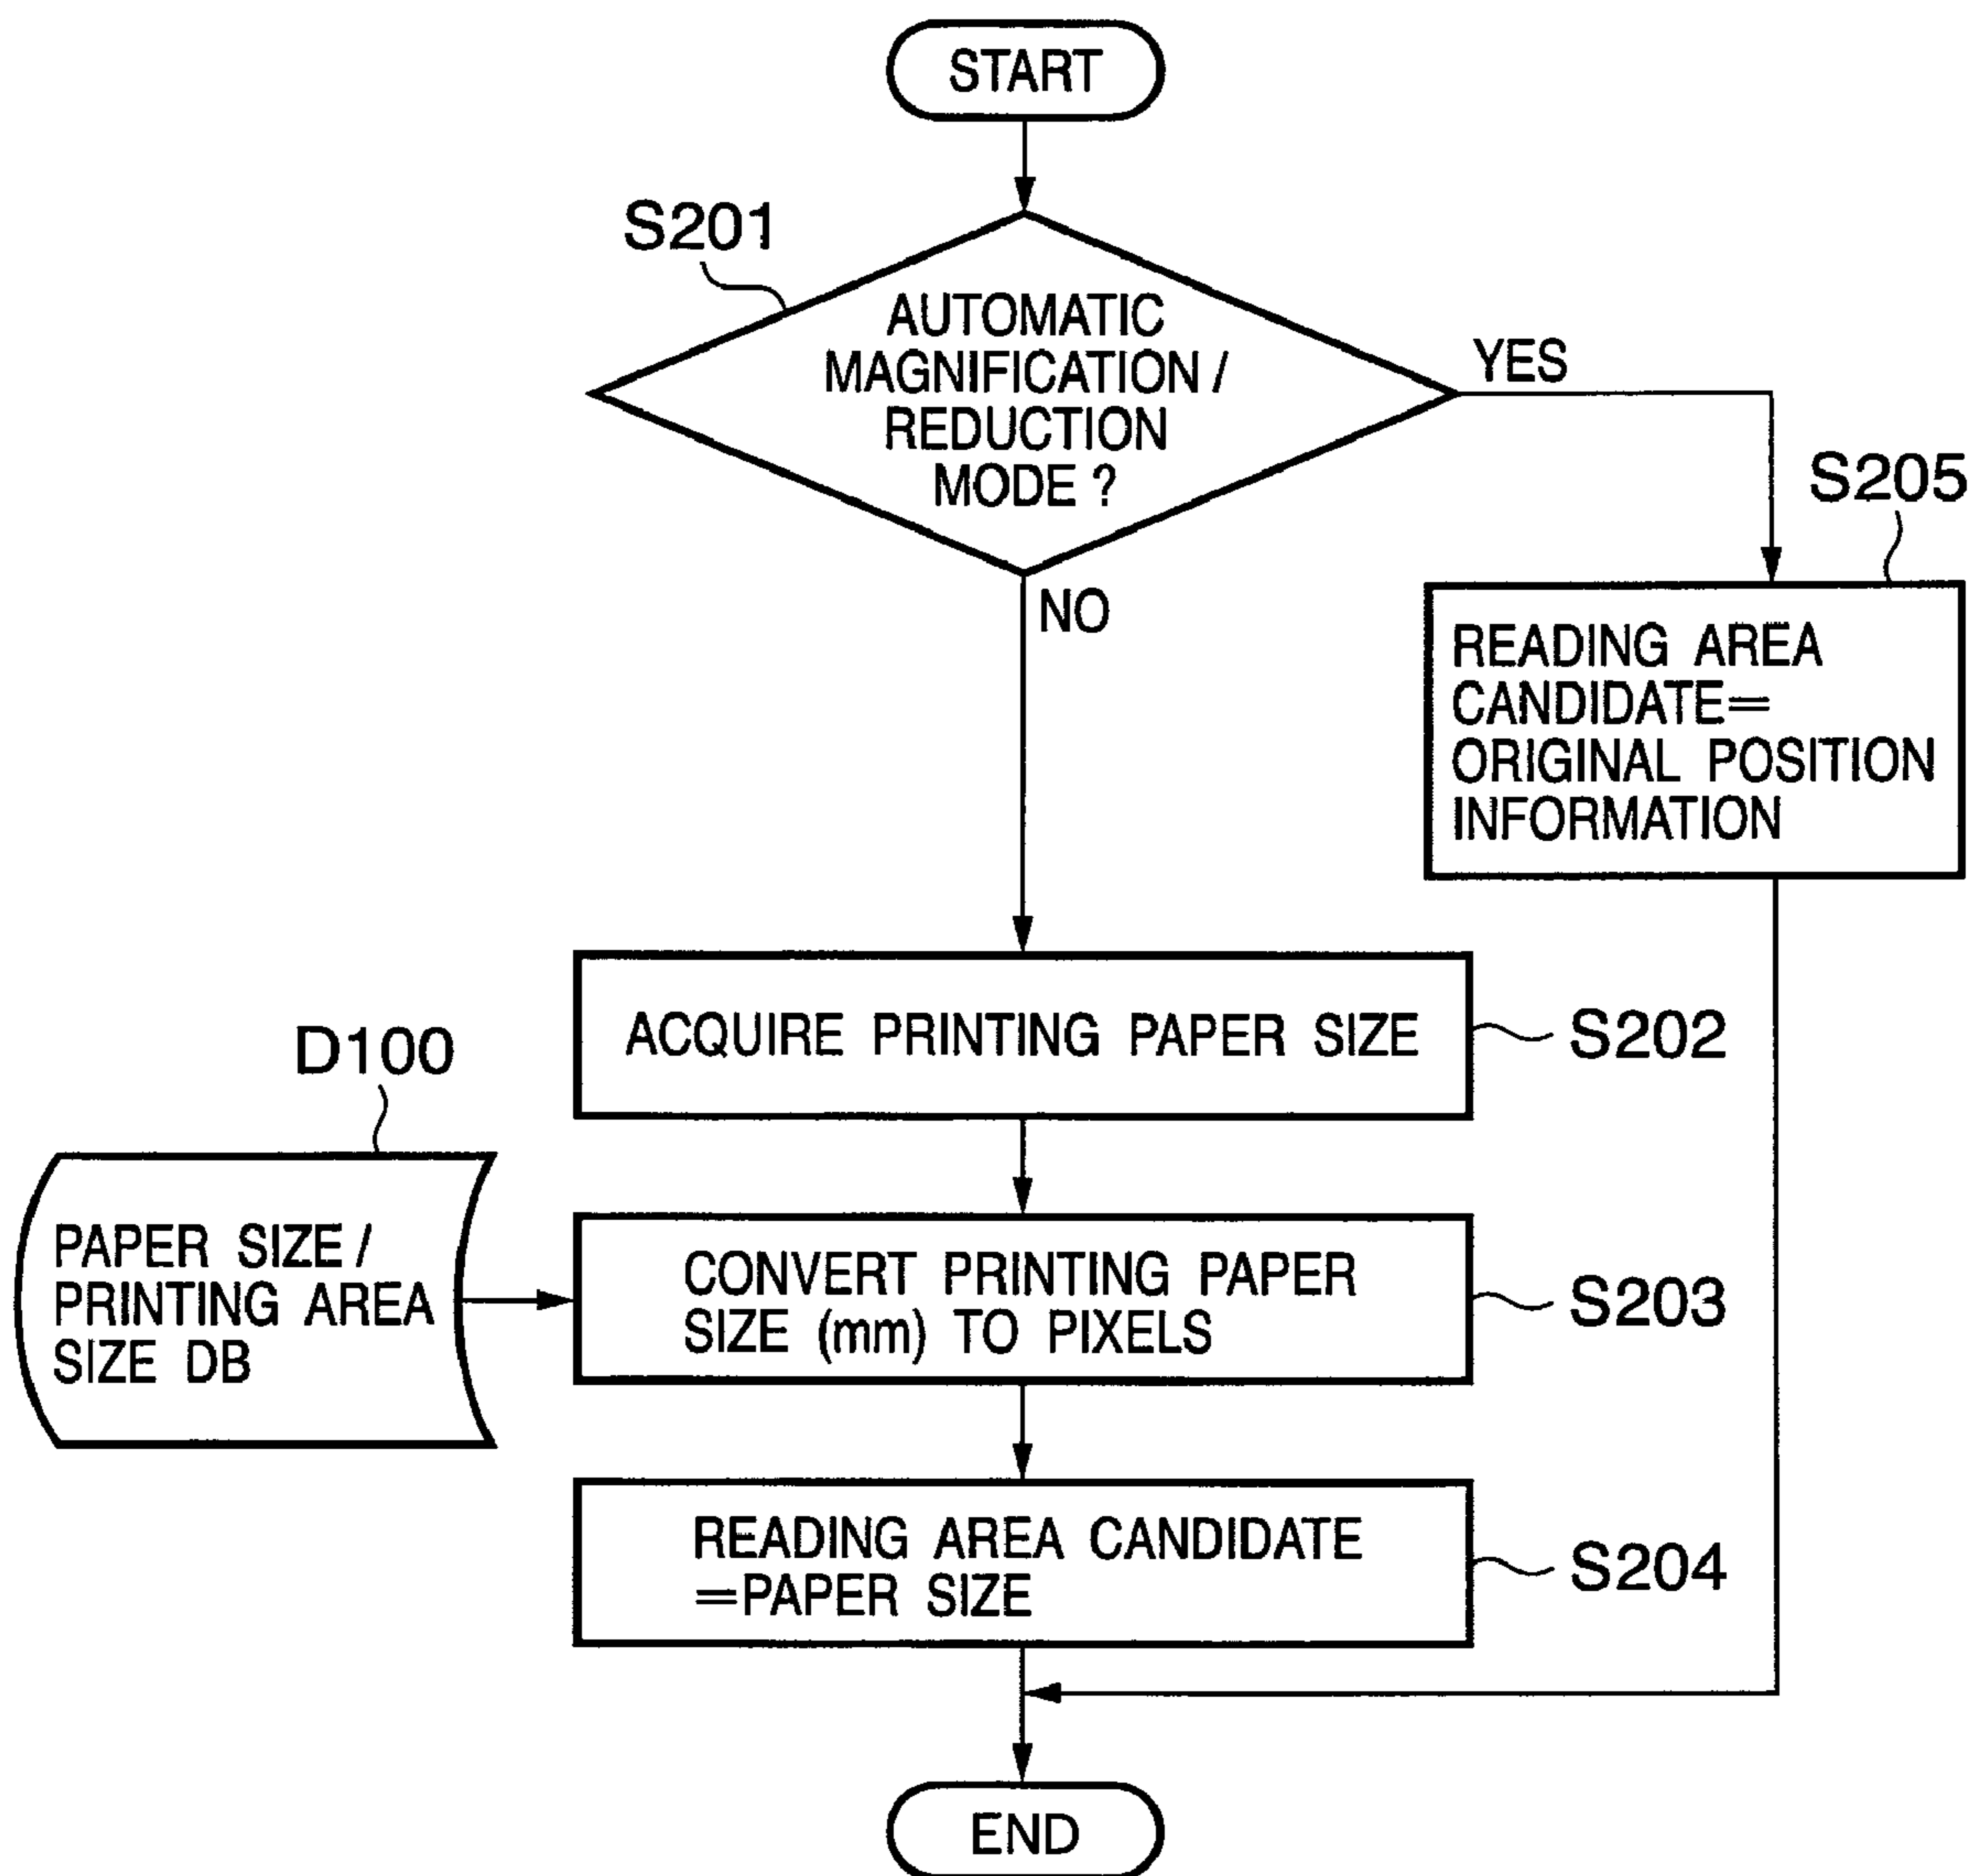 START
S201
AUTOMATIC
MAGNIFICATION /
REDUCTION
MODE ?
YES
NO
S205
READING AREA
CANDIDATE=
ORIGINAL POSITION
INFORMATION
ACQUIRE PRINTING PAPER SIZE
S202
D100
PAPER SIZE /
PRINTING AREA
SIZE DB
CONVERT PRINTING PAPER
SIZE (mm) TO PIXELS
S203
READING AREA CANDIDATE
=PAPER SIZE
S204
END